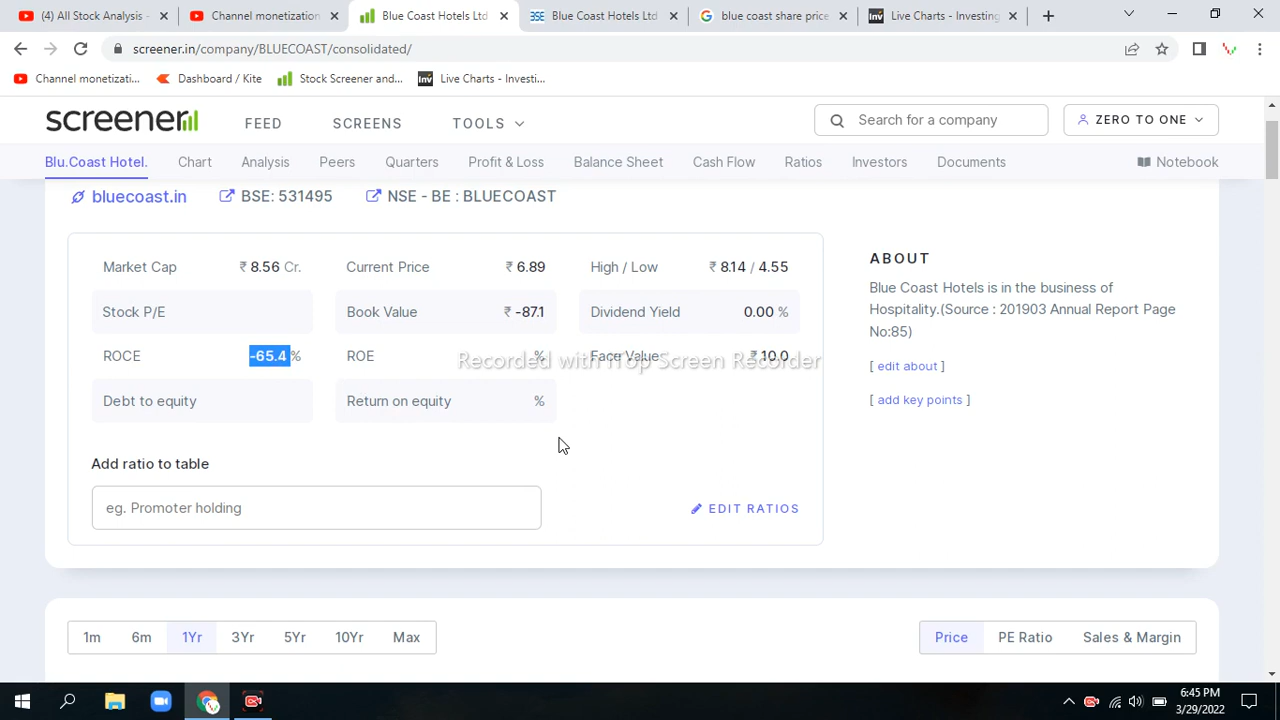 (4) All Stock Analysis -
Channel monetization
Blue Coast Hotels Ltd
Blue Coast Hotels Ltd
blue coast share price
Live Charts - Investing
screener.in/company/BLUECOAST/consolidated/
Channel monetizati...
Dashboard / Kite
Stock Screener and...
Live Charts - Investi...
screener
FEED
SCREENS
TOOLS
Search for a company
ZERO TO ONE
Blu.Coast Hotel.
Chart
Analysis
Peers
Quarters
Profit & Loss
Balance Sheet
Cash Flow
Ratios
Investors
Documents
Notebook
bluecoast.in
BSE: 531495
NSE - BE : BLUECOAST
Market Cap ₹ 8.56 Cr.
Current Price ₹ 6.89
High / Low ₹ 8.14 / 4.55
Stock P/E
Book Value ₹ -87.1
Dividend Yield 0.00 %
ROCE -65.4 %
ROE %
Face Value ₹ 10.0
Recorded with iTop Screen Recorder
Debt to equity
Return on equity %
Add ratio to table
eg. Promoter holding
EDIT RATIOS
ABOUT
Blue Coast Hotels is in the business of
Hospitality.(Source : 201903 Annual Report Page
No:85)
[ edit about ]
[ add key points ]
1m 6m 1Yr 3Yr 5Yr 10Yr Max
Price PE Ratio Sales & Margin
6:45 PM
3/29/2022